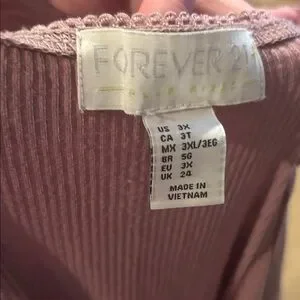 FOREVER 21
US 3X
CA 3T
MX 3XL/3EG
BR 5G
EU 3X
UK 24
MADE IN
VIETNAM